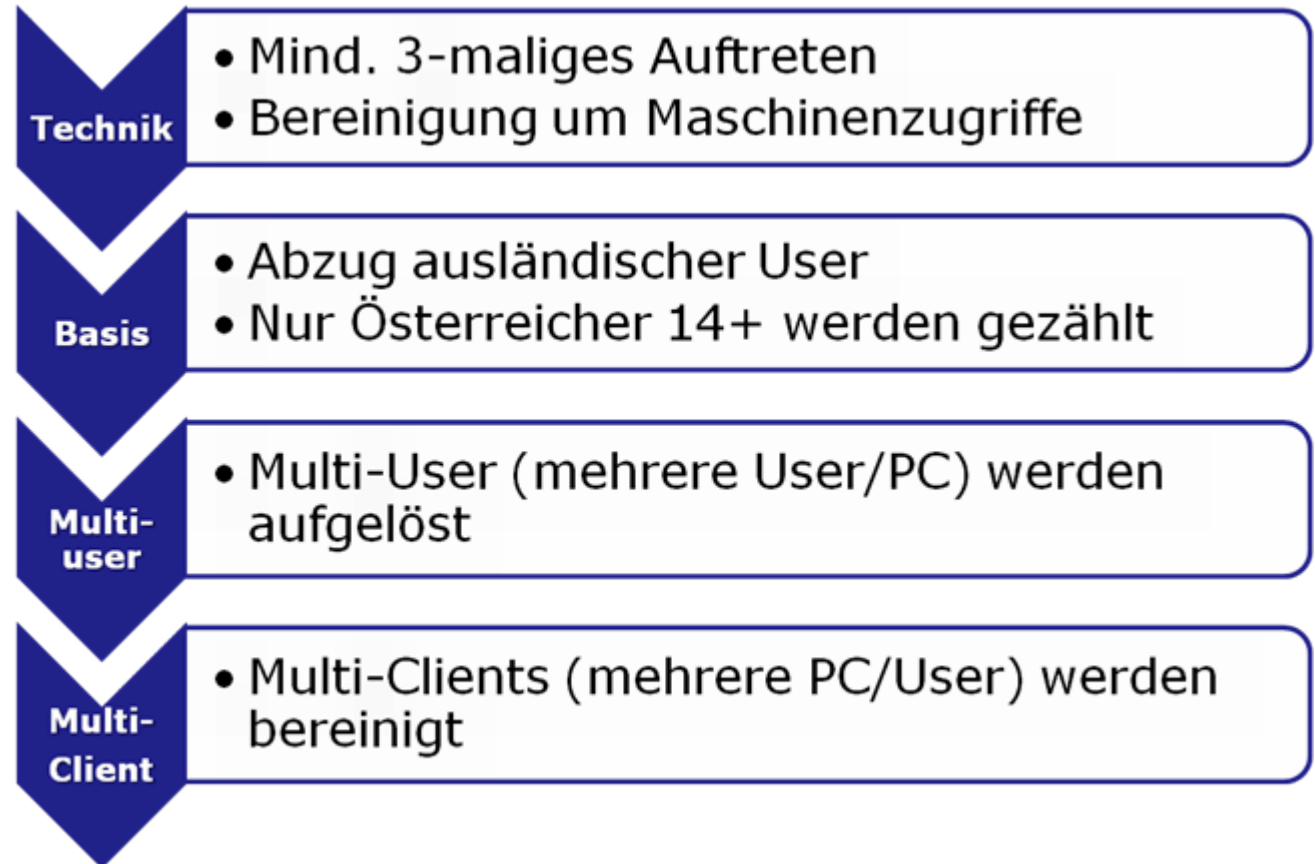 Technik
• Mind. 3-maliges Auftreten
• Bereinigung um Maschinenzugriffe
Basis
• Abzug ausländischer User
• Nur Österreicher 14+ werden gezählt
Multi-
user
• Multi-User (mehrere User/PC) werden
aufgelöst
Multi-
Client
• Multi-Clients (mehrere PC/User) werden
bereinigt